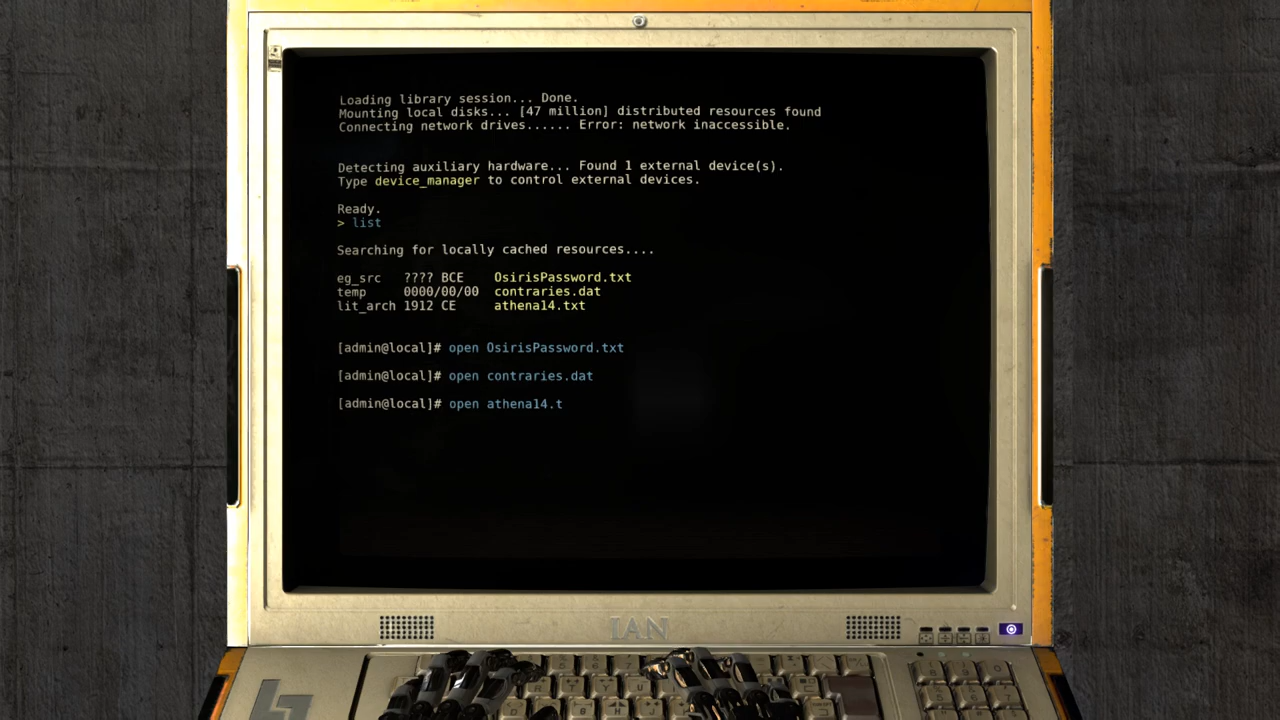 Loading library session... Done.
Mounting local disks... [47 million] distributed resources found
Connecting network drives...... Error: network inaccessible.
Detecting auxiliary hardware... Found 1 external device(s).
Type device_manager to control external devices.
Ready.
> list
Searching for locally cached resources....
eg_src ???? BCE OsirisPassword.txt
temp 0000/00/00 contraries.dat
lit_arch 1912 CE athena14.txt
[admin@local]# open OsirisPassword.txt
[admin@local]# open contraries.dat
[admin@local]# open athena14.t
IAN